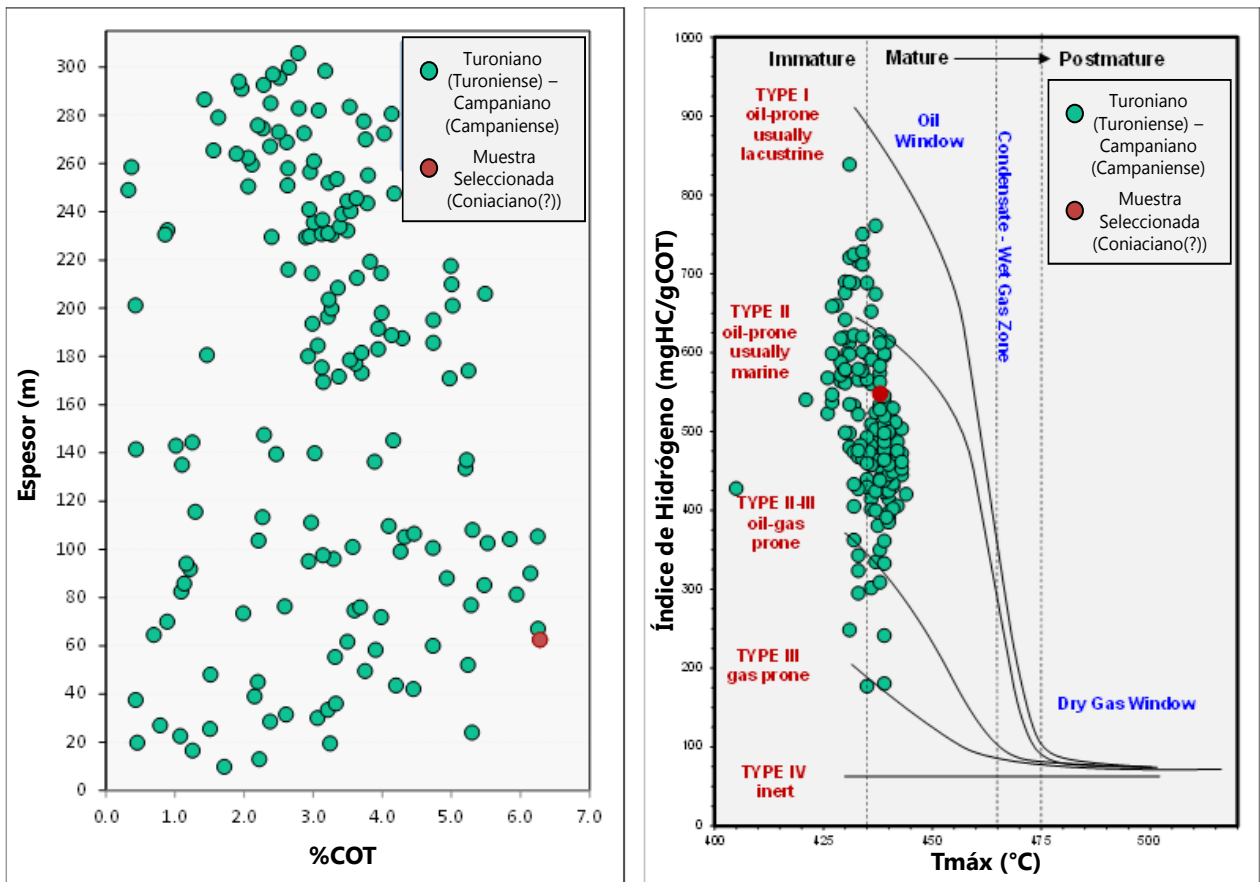 Espesor (m)
300
280
260
240
220
200
180
160
140
120
100
80
60
40
20
0
0.0 1.0 2.0 3.0 4.0 5.0 6.0 7.0
%COT
Turoniano
(Turoniense) –
Campaniano
(Campaniense)
Muestra
Seleccionada
(Coniaciano(?))
Índice de Hidrógeno (mgHC/gCOT)
1000
900
800
700
600
500
400
300
200
100
0
400 425 450 475 500
Tmáx (°C)
Immature Mature Postmature
TYPE I
oil-prone
usually
lacustrine
Oil
Window
Condensate - Wet Gas Zone
Turoniano
(Turoniense) –
Campaniano
(Campaniense)
Muestra
Seleccionada
(Coniaciano(?))
TYPE II
oil-prone
usually
marine
TYPE II-III
oil-gas
prone
TYPE III
gas prone
Dry Gas Window
TYPE IV
inert